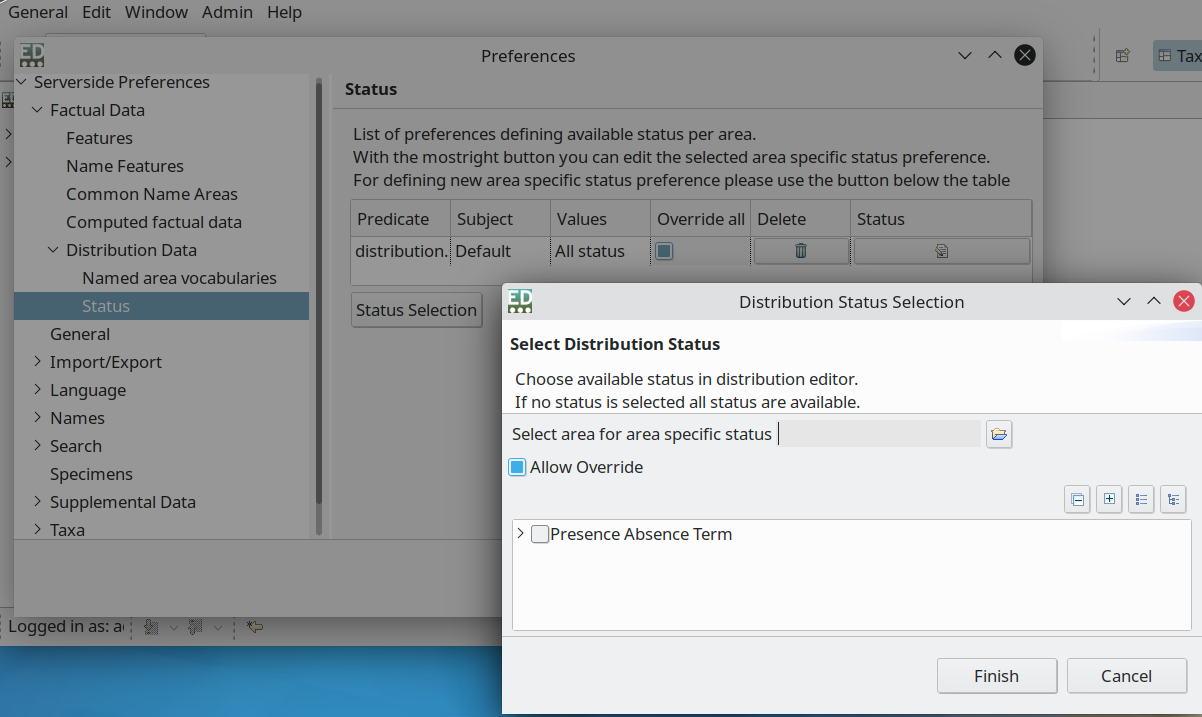 General Edit Window Admin Help
ED
Preferences
Tax
Serverside Preferences
Factual Data
Features
Name Features
Common Name Areas
Computed factual data
Distribution Data
Named area vocabularies
Status
General
Import/Export
Language
Names
Search
Specimens
Supplemental Data
Taxa
Status
List of preferences defining available status per area.
With the mostright button you can edit the selected area specific status preference.
For defining new area specific status preference please use the button below the table
Predicate Subject Values Override all Delete Status
distribution. Default All status
Status Selection
ED
Distribution Status Selection
Select Distribution Status
Choose available status in distribution editor.
If no status is selected all status are available.
Select area for area specific status
Allow Override
Presence Absence Term
Finish Cancel
Logged in as: a